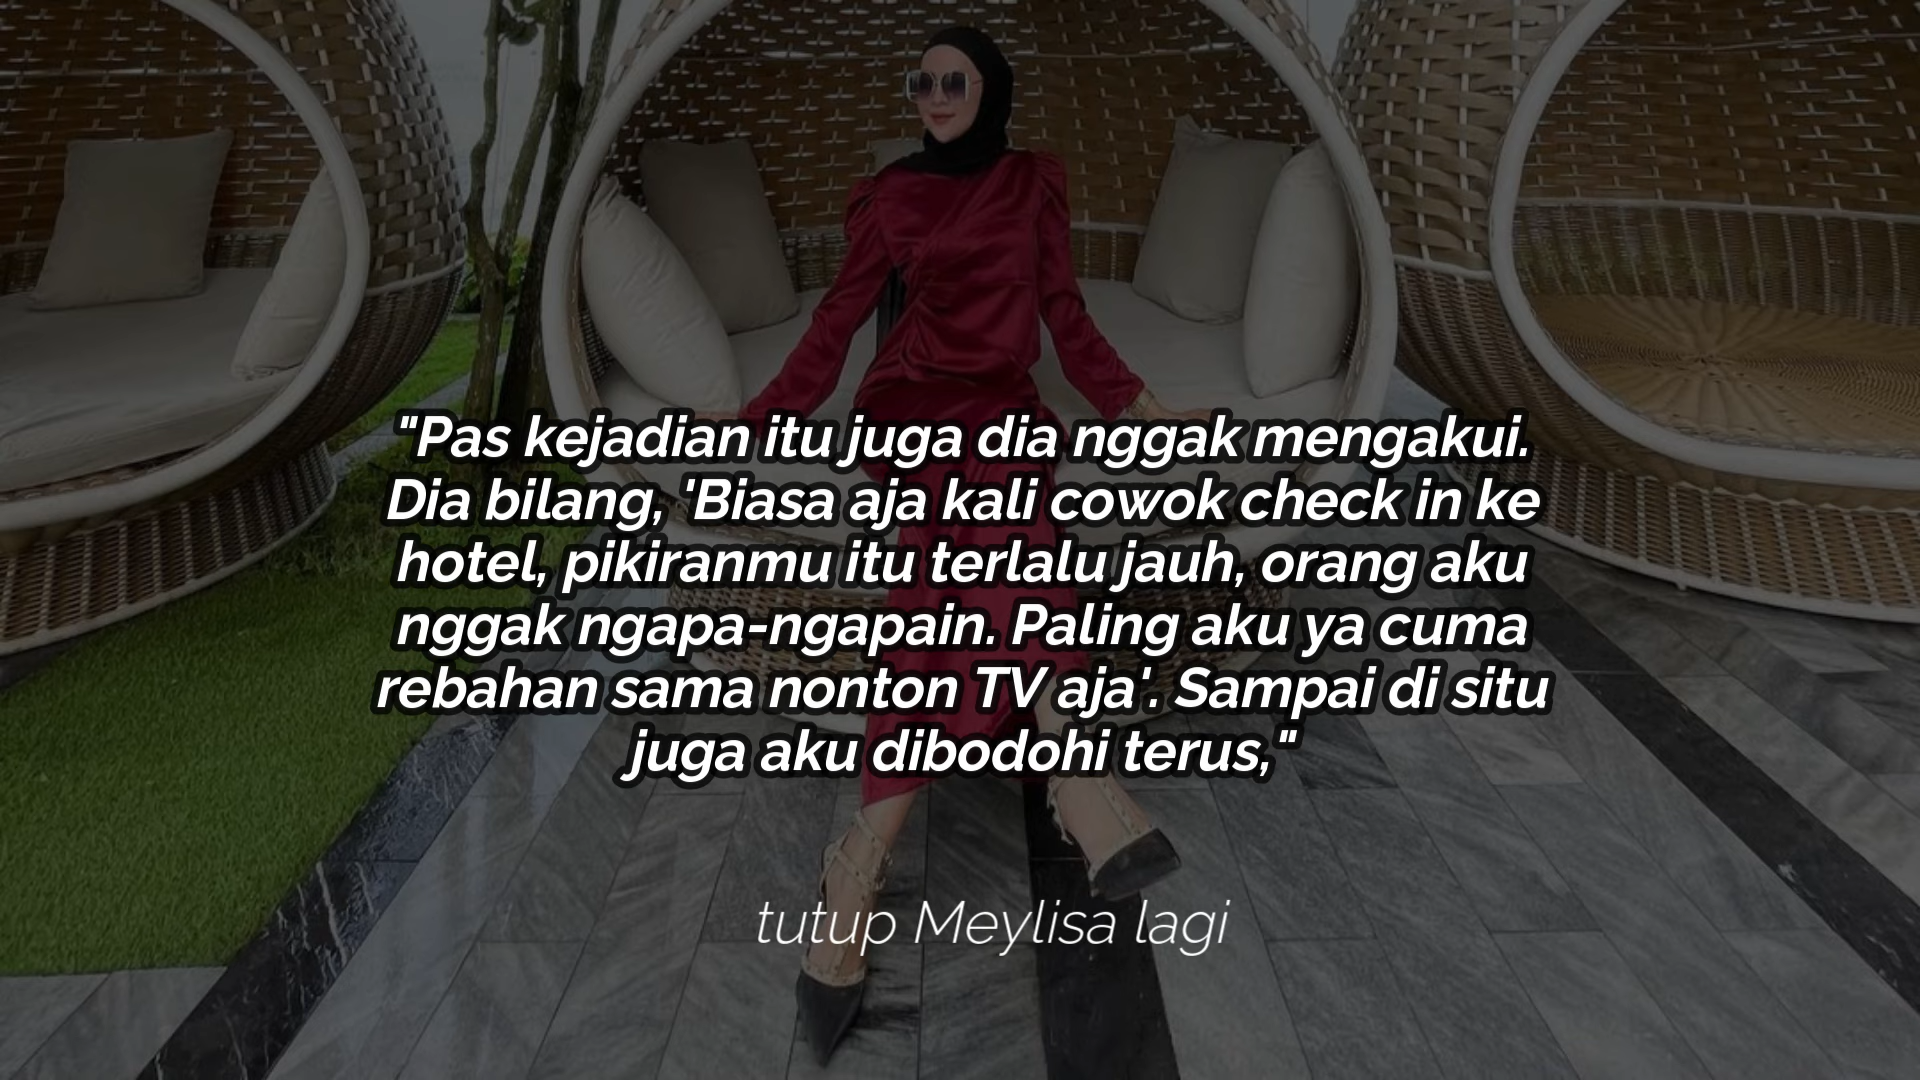 "Pas kejadian itu juga dia nggak mengakui.
Dia bilang, 'Biasa aja kali cowok check in ke
hotel, pikiranmu itu terlalu jauh, orang aku
nggak ngapa-ngapain. Paling aku ya cuma
rebahan sama nonton TV aja'. Sampai di situ
juga aku dibodohi terus,"
tutup Meylisa lagi